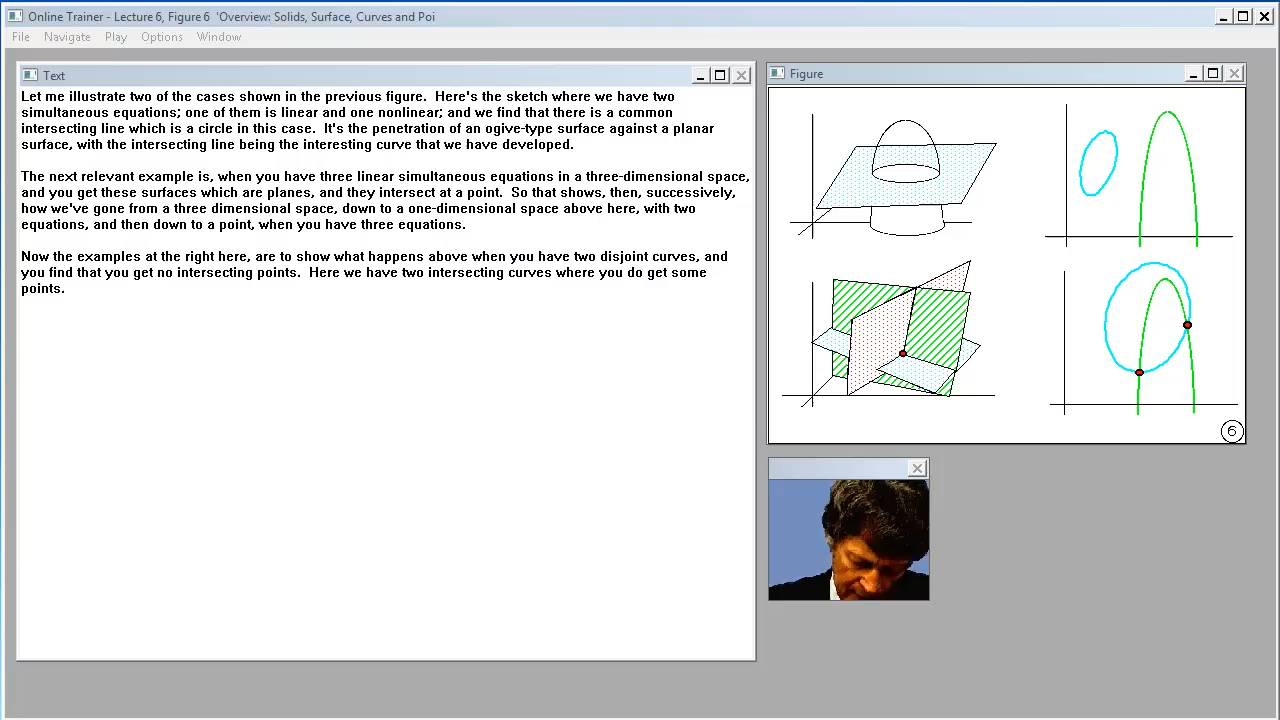 Online Trainer - Lecture 6, Figure 6 'Overview: Solids, Surface, Curves and Poi
File Navigate Play Options Window
Text
Let me illustrate two of the cases shown in the previous figure. Here's the sketch where we have two
simultaneous equations; one of them is linear and one nonlinear; and we find that there is a common
intersecting line which is a circle in this case. It's the penetration of an ogive-type surface against a planar
surface, with the intersecting line being the interesting curve that we have developed.
The next relevant example is, when you have three linear simultaneous equations in a three-dimensional space,
and you get these surfaces which are planes, and they intersect at a point. So that shows, then, successively,
how we've gone from a three dimensional space, down to a one-dimensional space above here, with two
equations, and then down to a point, when you have three equations.
Now the examples at the right here, are to show what happens above when you have two disjoint curves, and
you find that you get no intersecting points. Here we have two intersecting curves where you do get some
points.
Figure
6